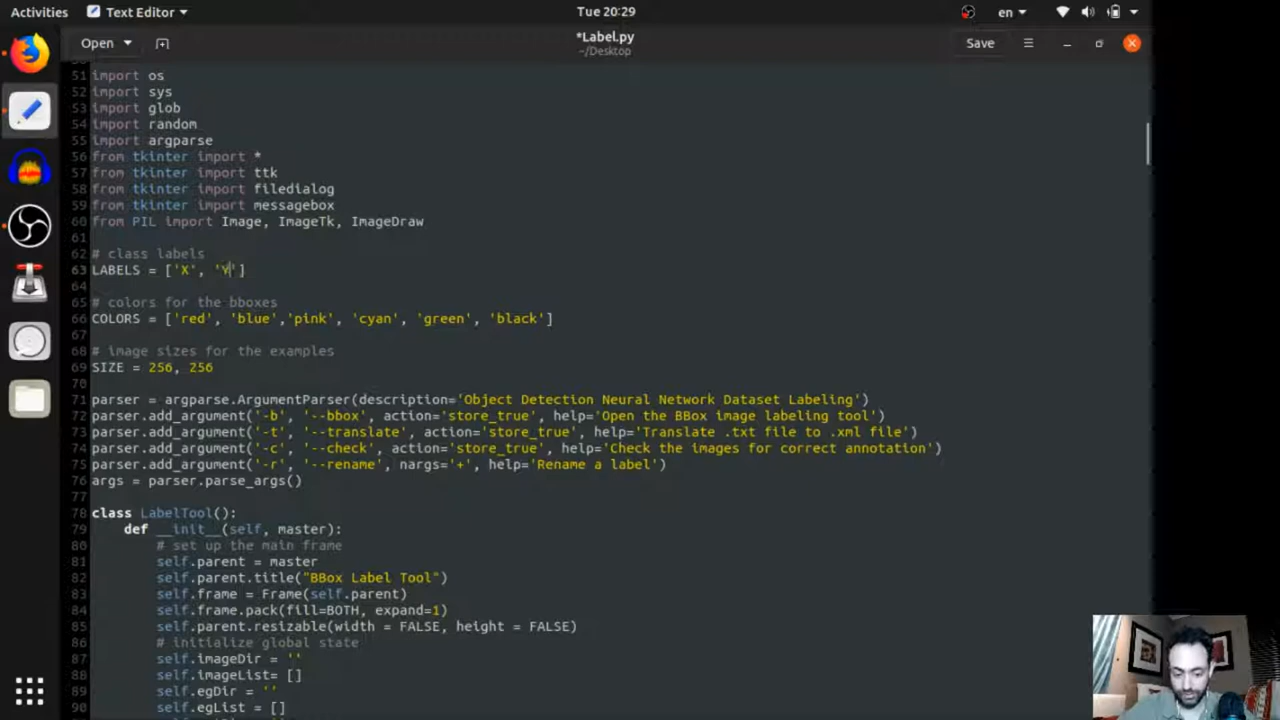 Activities Text Editor Tue 20:29 en
Open *Label.py Save
~/Desktop
51 import os
52 import sys
53 import glob
54 import random
55 import argparse
56 from tkinter import *
57 from tkinter import ttk
58 from tkinter import filedialog
59 from tkinter import messagebox
60 from PIL import Image, ImageTk, ImageDraw
61
62 # class labels
63 LABELS = ['X', 'Y']
64
65 # colors for the bboxes
66 COLORS = ['red', 'blue','pink', 'cyan', 'green', 'black']
67
68 # image sizes for the examples
69 SIZE = 256, 256
70
71 parser = argparse.ArgumentParser(description='Object Detection Neural Network Dataset Labeling')
72 parser.add_argument('-b', '--bbox', action='store_true', help='Open the BBox image labeling tool')
73 parser.add_argument('-t', '--translate', action='store_true', help='Translate .txt file to .xml file')
74 parser.add_argument('-c', '--check', action='store_true', help='Check the images for correct annotation')
75 parser.add_argument('-r', '--rename', nargs='+', help='Rename a label')
76 args = parser.parse_args()
77
78 class LabelTool():
79 def __init__(self, master):
80 # set up the main frame
81 self.parent = master
82 self.parent.title("BBox Label Tool")
83 self.frame = Frame(self.parent)
84 self.frame.pack(fill=BOTH, expand=1)
85 self.parent.resizable(width = FALSE, height = FALSE)
86 # initialize global state
87 self.imageDir = ''
88 self.imageList= []
89 self.egDir = ''
90 self.egList = []